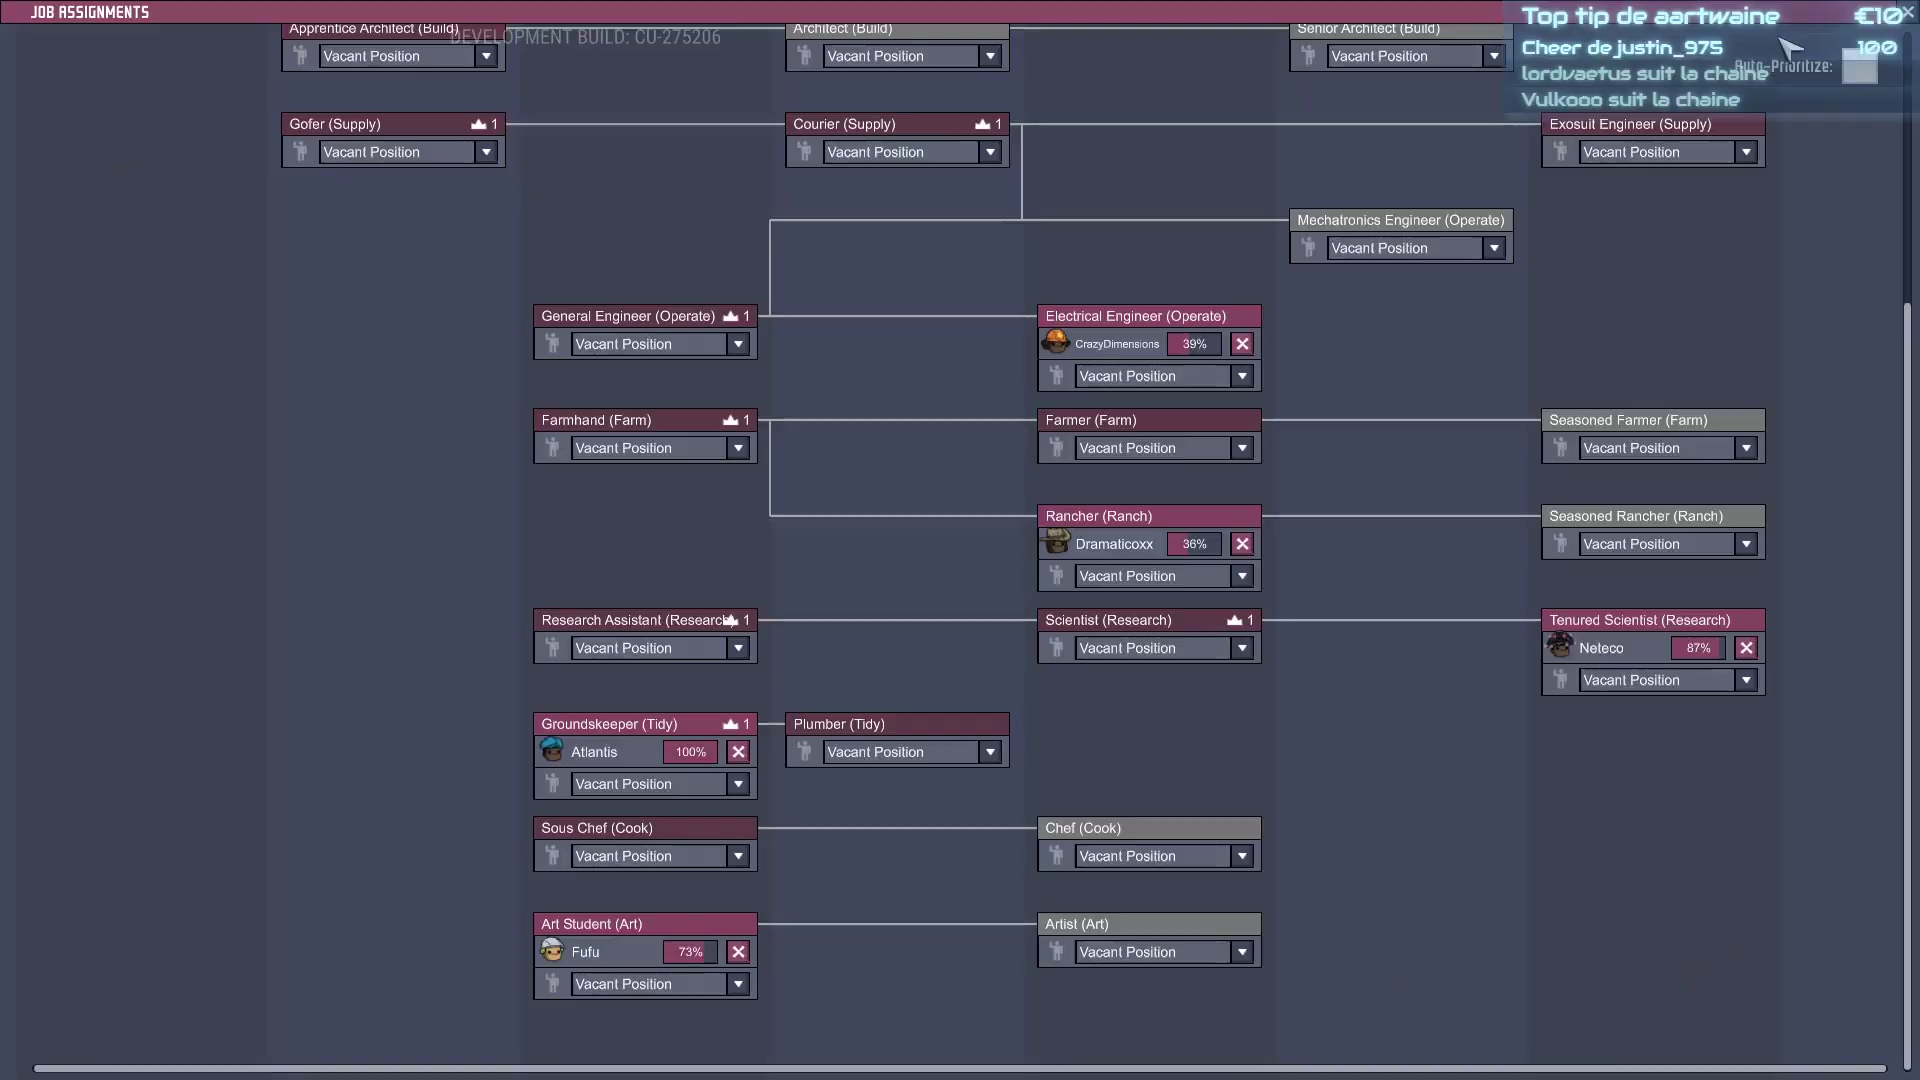 JOB ASSIGNMENTS
Top tip de aartwaine €10
Cheer de justin_975 100
lordvaetus suit la chaine
Auto-Prioritize:
Vulkooo suit la chaine
DEVELOPMENT BUILD: CU-275206
Apprentice Architect (Build)
Vacant Position
Architect (Build)
Vacant Position
Senior Architect (Build)
Vacant Position
Gofer (Supply) 1
Vacant Position
Courier (Supply) 1
Vacant Position
Exosuit Engineer (Supply)
Vacant Position
Mechatronics Engineer (Operate)
Vacant Position
General Engineer (Operate) 1
Vacant Position
Electrical Engineer (Operate)
CrazyDimensions 39%
Vacant Position
Farmhand (Farm) 1
Vacant Position
Farmer (Farm)
Vacant Position
Seasoned Farmer (Farm)
Vacant Position
Rancher (Ranch)
Dramaticoxx 36%
Vacant Position
Seasoned Rancher (Ranch)
Vacant Position
Research Assistant (Research) 1
Vacant Position
Scientist (Research) 1
Vacant Position
Tenured Scientist (Research)
Neteco 87%
Vacant Position
Groundskeeper (Tidy) 1
Atlantis 100%
Vacant Position
Plumber (Tidy)
Vacant Position
Sous Chef (Cook)
Vacant Position
Chef (Cook)
Vacant Position
Art Student (Art)
Fufu 73%
Vacant Position
Artist (Art)
Vacant Position